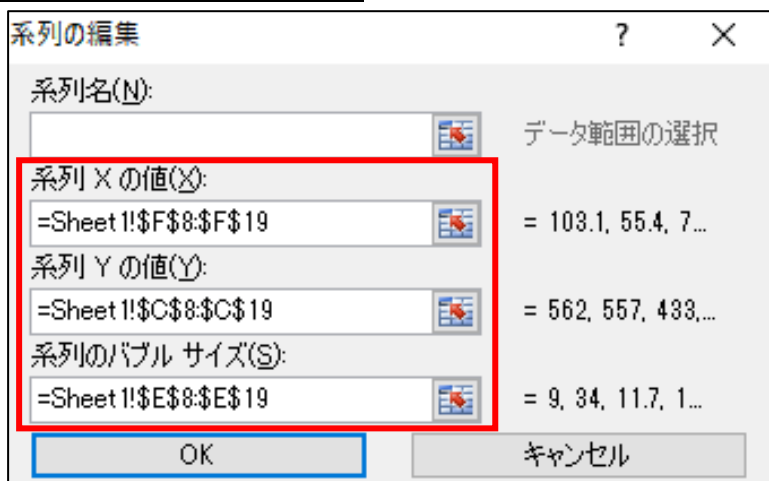 系列の編集 ? ×
系列名(N):
データ範囲の選択
系列 X の値(X):
=Sheet1!$F$8:$F$19 = 103.1, 55.4, 7...
系列 Y の値(Y):
=Sheet1!$C$8:$C$19 = 562, 557, 433,...
系列のバブル サイズ(S):
=Sheet1!$E$8:$E$19 = 9, 34, 11.7, 1...
OK キャンセル